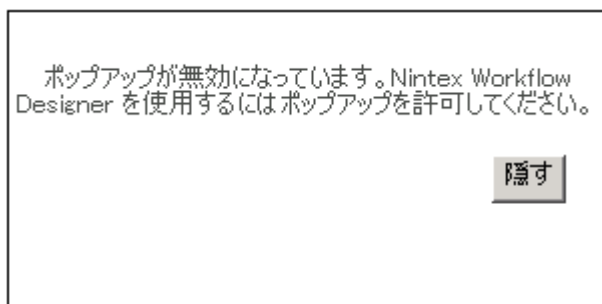 ポップアップが無効になっています。Nintex Workflow
Designer を使用するにはポップアップを許可してください。
隠す